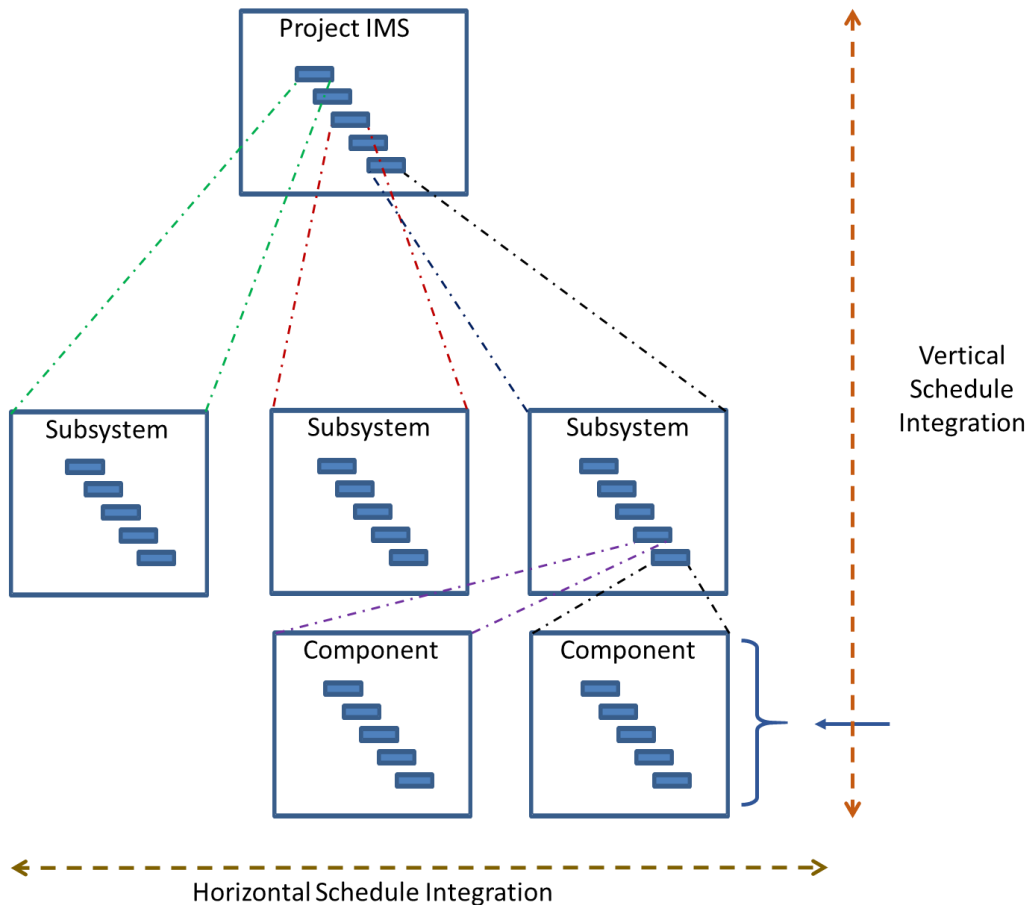 Project IMS
Subsystem
Subsystem
Subsystem
Vertical
Schedule
Integration
Component
Component
Horizontal Schedule Integration